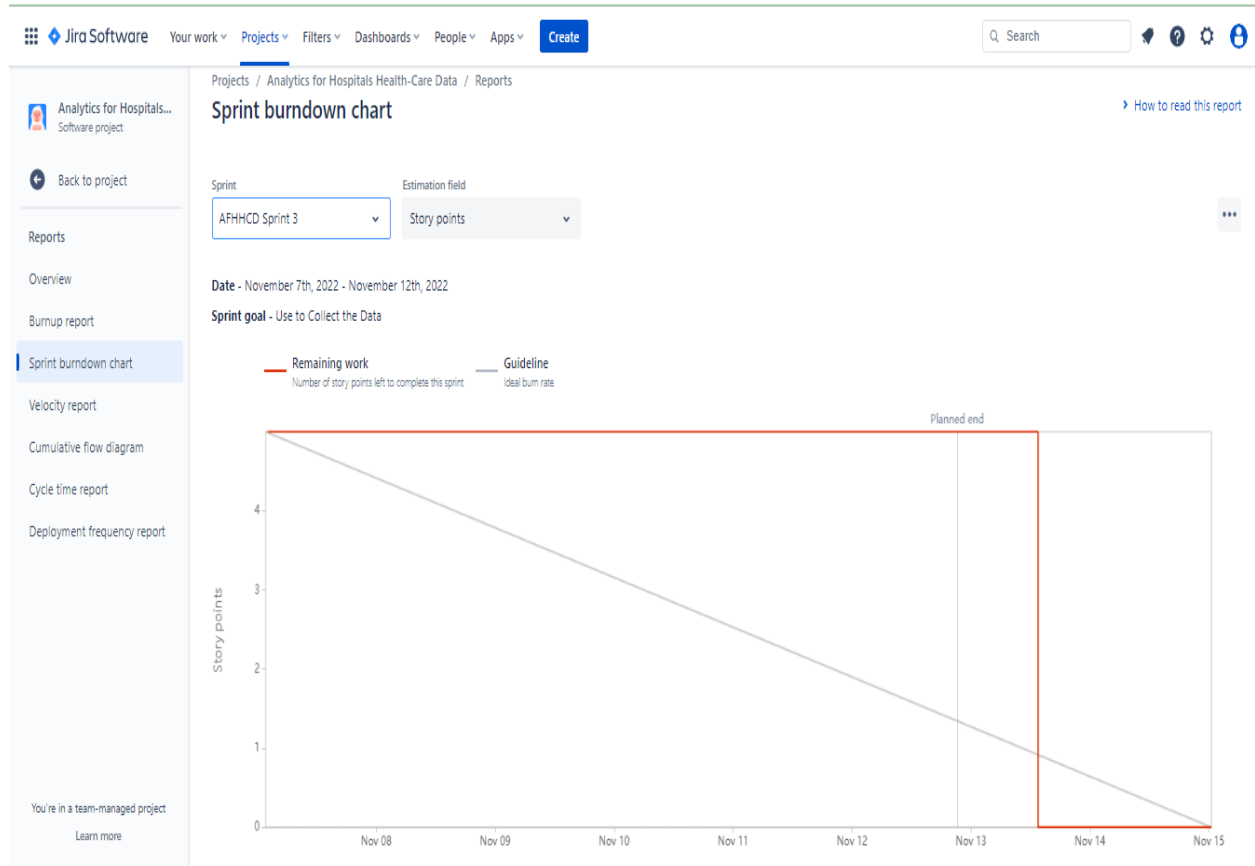 Jira Software Your work Projects Filters Dashboards People Apps Create Search
Projects / Analytics for Hospitals Health-Care Data / Reports
Analytics for Hospitals...
Software project
Sprint burndown chart
How to read this report
Back to project
Sprint Estimation field
AFHHCD Sprint 3 Story points
Reports
Overview
Burnup report
Sprint burndown chart
Velocity report
Cumulative flow diagram
Cycle time report
Deployment frequency report
You're in a team-managed project
Learn more
Date - November 7th, 2022 - November 12th, 2022
Sprint goal - Use to Collect the Data
Remaining work Guideline
Number of story points left to complete this sprint Ideal burn rate
Planned end
4
3
2
1
0
Story points
Nov 08 Nov 09 Nov 10 Nov 11 Nov 12 Nov 13 Nov 14 Nov 15